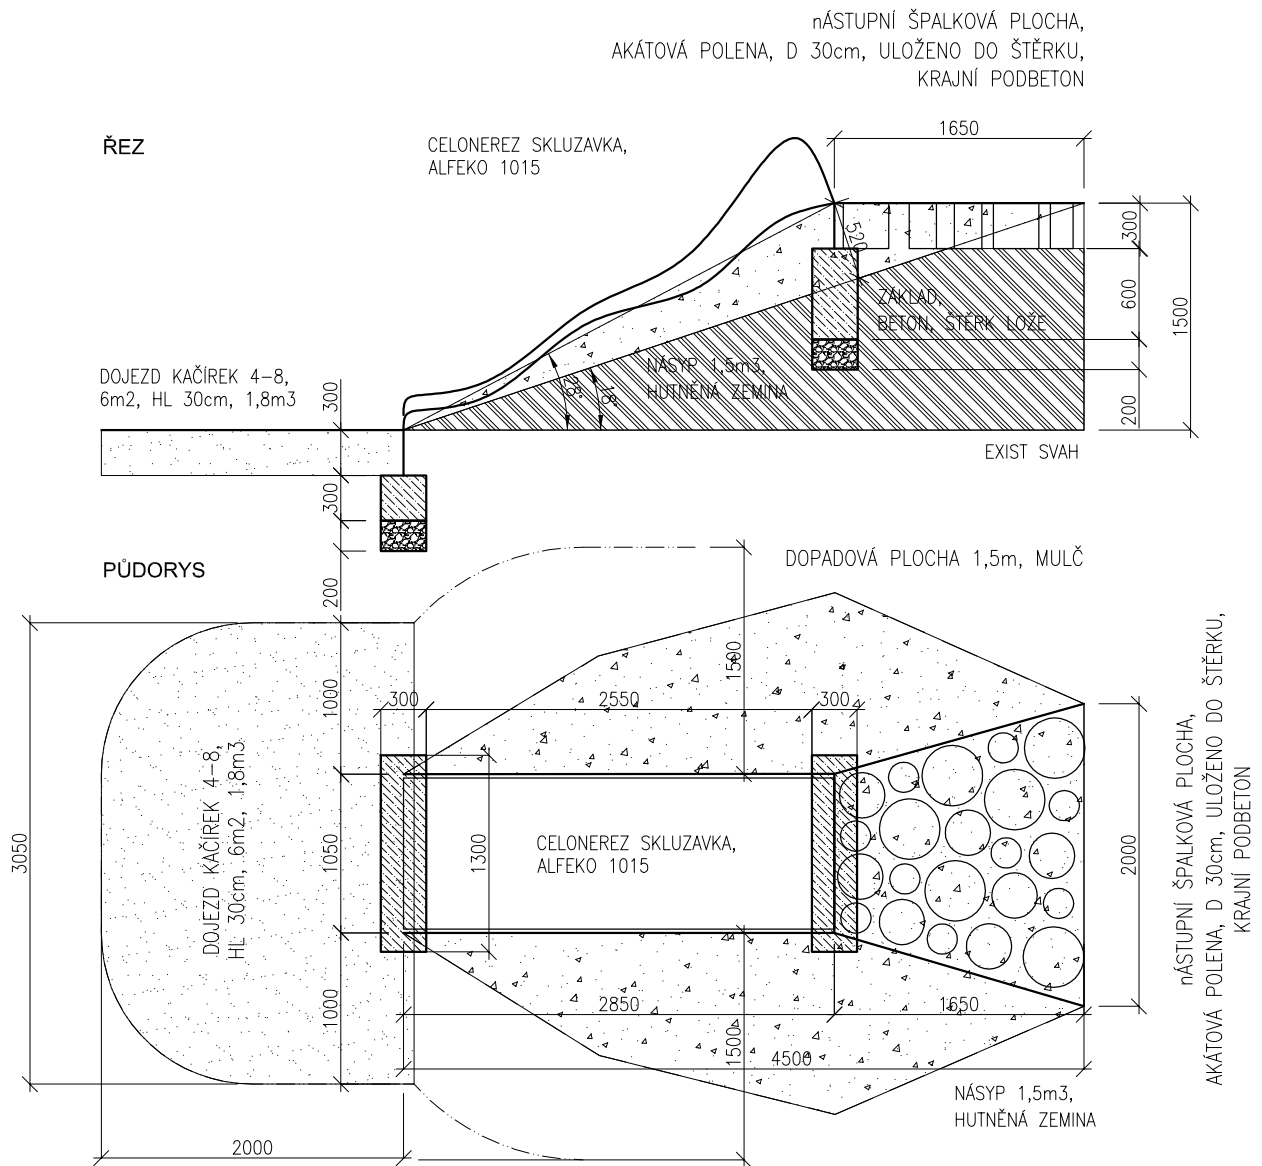 nÁSTUPNÍ ŠPALKOVÁ PLOCHA,
AKÁTOVÁ POLENA, D 30cm, ULOŽENO DO ŠTĚRKU,
KRAJNÍ PODBETON
ŘEZ
CELONEREZ SKLUZAVKA,
ALFEKO 1015
1650
300
520
600
1500
ZÁKLAD,
BETON, ŠTĚRK LOŽE
NÁSYP 1,5m3,
HUTNĚNÁ ZEMINA
25°
18°
200
DOJEZD KAČÍREK 4-8,
6m2, HL 30cm, 1,8m3
300
EXIST SVAH
300
200
PŮDORYS
DOPADOVÁ PLOCHA 1,5m, MULČ
1500
1000
300
2550
300
DOJEZD KAČÍREK 4-8,
HL 30cm, 6m2, 1,8m3
3050
1050
1300
CELONEREZ SKLUZAVKA,
ALFEKO 1015
2000
nÁSTUPNÍ ŠPALKOVÁ PLOCHA,
AKÁTOVÁ POLENA, D 30cm, ULOŽENO DO ŠTĚRKU,
KRAJNÍ PODBETON
1000
2850
1650
1500
4500
NÁSYP 1,5m3,
HUTNĚNÁ ZEMINA
2000